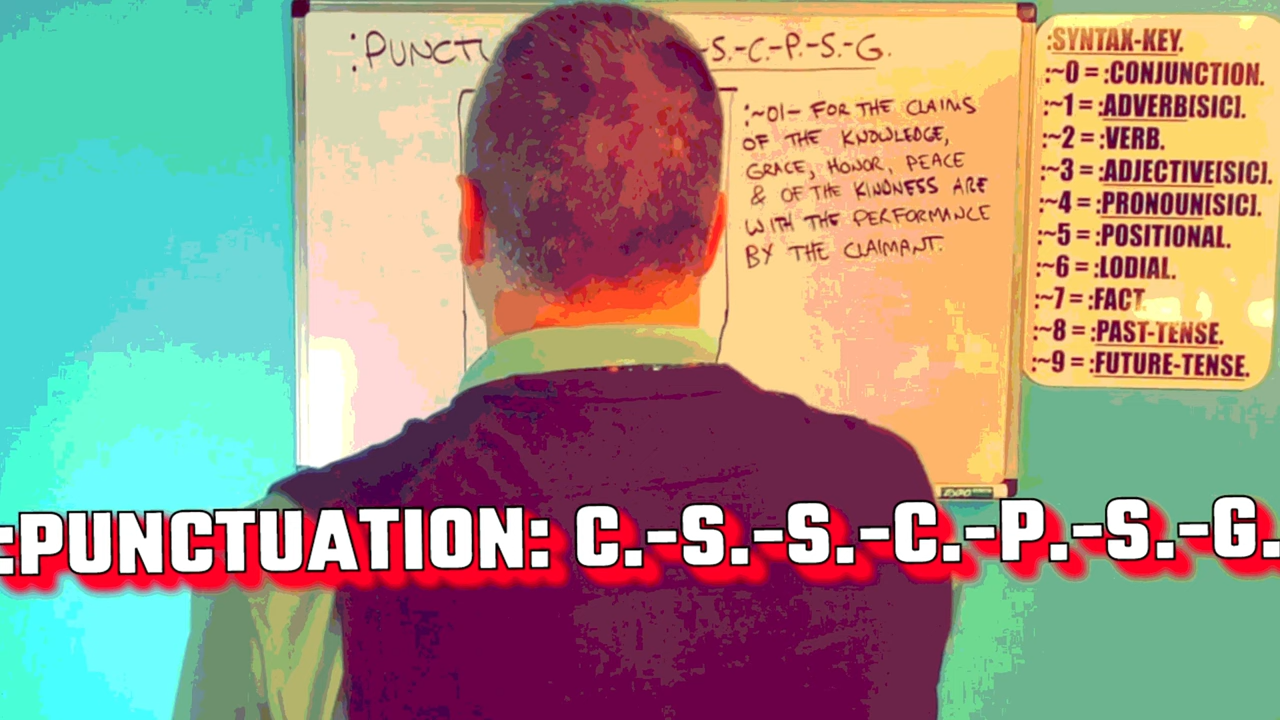 :PUNCTU -S.-C.-P.-S.-G.
:~01- FOR THE CLAIMS
OF THE KNOWLEDGE,
GRACE, HONOR, PEACE
& OF THE KINDNESS ARE
WITH THE PERFORMANCE
BY THE CLAIMANT.
:SYNTAX-KEY.
:~0 = :CONJUNCTION.
:~1 = :ADVERB[SIC].
:~2 = :VERB.
:~3 = :ADJECTIVE[SIC].
:~4 = :PRONOUN[SIC].
:~5 = :POSITIONAL.
:~6 = :LODIAL.
:~7 = :FACT.
:~8 = :PAST-TENSE.
:~9 = :FUTURE-TENSE.
EXPO
:PUNCTUATION: C.-S.-S.-C.-P.-S.-G.